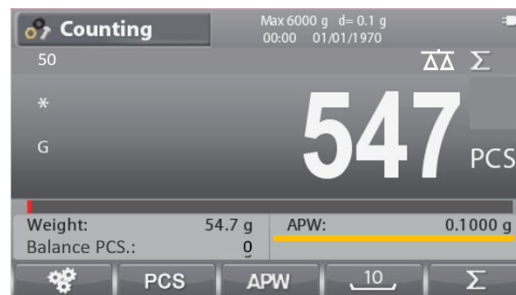 Counting
Max 6000 g d= 0.1 g
00:00 01/01/1970
50
Σ
*
G
547 PCS
Weight: 54.7 g APW: 0.1000 g
Balance PCS.: 0
PCS APW 10 Σ